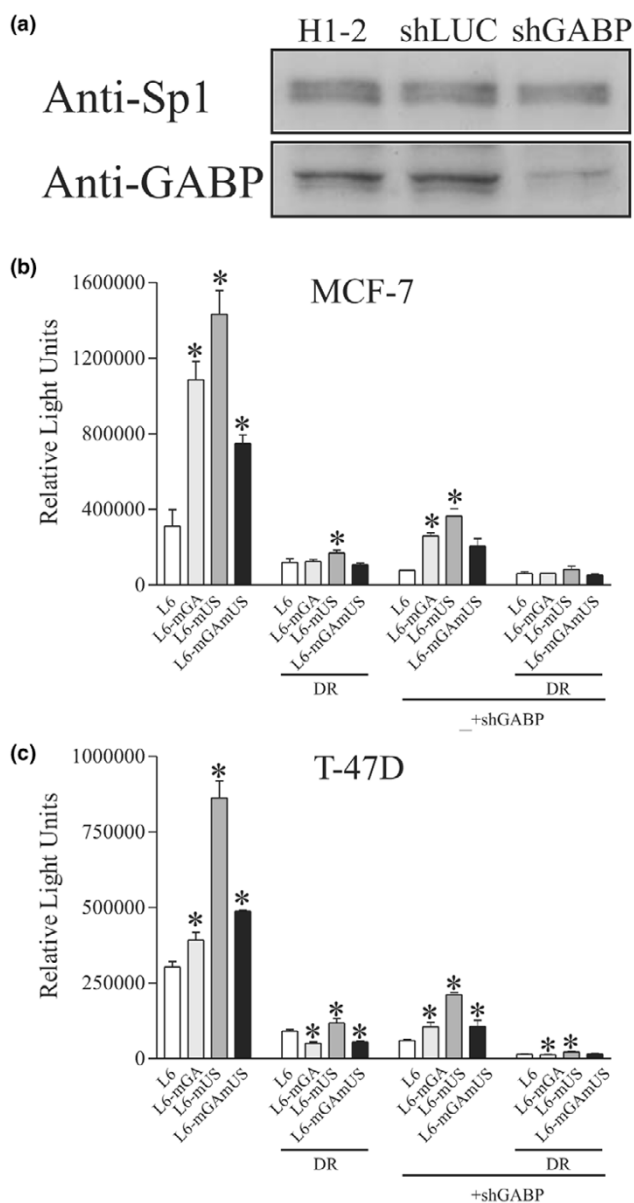 (a)
H1-2 shLUC shGABP
Anti-Sp1
Anti-GABP
(b)
MCF-7
Relative Light Units
1600000
1200000
800000
400000
0
* * * * * *
L6 L6-mGA L6-mUS L6-mGAmUS L6 L6-mGA L6-mUS L6-mGAmUS L6 L6-mGA L6-mUS L6-mGAmUS L6 L6-mGA L6-mUS L6-mGAmUS
DR DR
_+shGABP
(c)
T-47D
Relative Light Units
1000000
750000
500000
250000
0
* * * * * * * * * * *
L6 L6-mGA L6-mUS L6-mGAmUS L6 L6-mGA L6-mUS L6-mGAmUS L6 L6-mGA L6-mUS L6-mGAmUS L6 L6-mGA L6-mUS L6-mGAmUS
DR DR
+shGABP